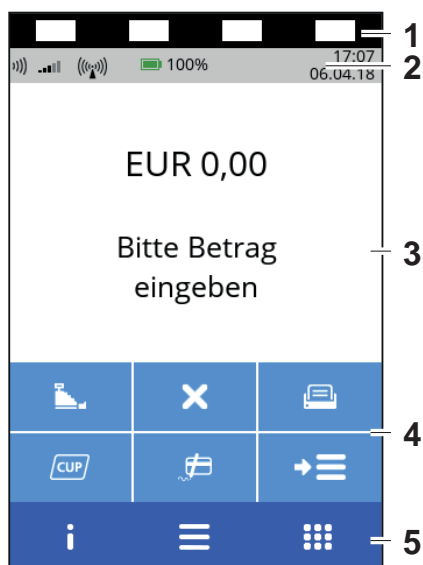 1
100%
17:07
2
06.04.18
EUR 0,00
Bitte Betrag
3
eingeben
4
CUP
i
5